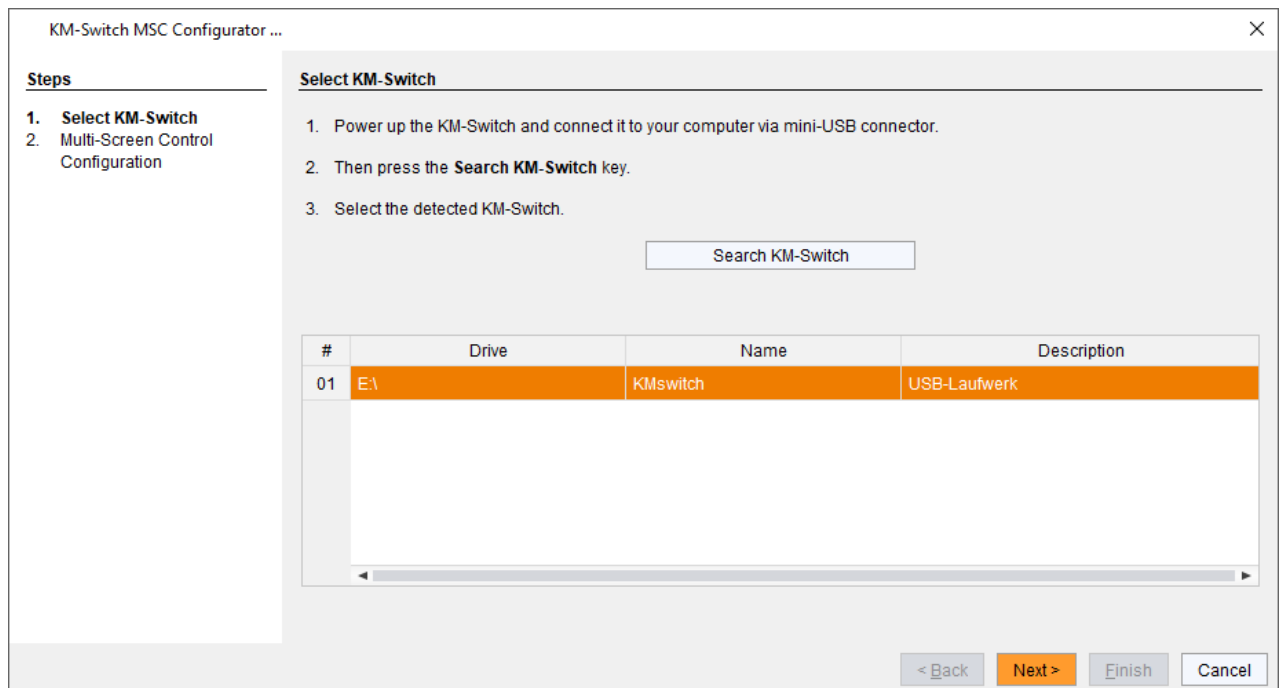 KM-Switch MSC Configurator ...
Steps
1. Select KM-Switch
2. Multi-Screen Control
Configuration
Select KM-Switch
1. Power up the KM-Switch and connect it to your computer via mini-USB connector.
2. Then press the Search KM-Switch key.
3. Select the detected KM-Switch.
Search KM-Switch
# Drive Name Description
01 E:\ KMswitch USB-Laufwerk
< Back Next > Finish Cancel